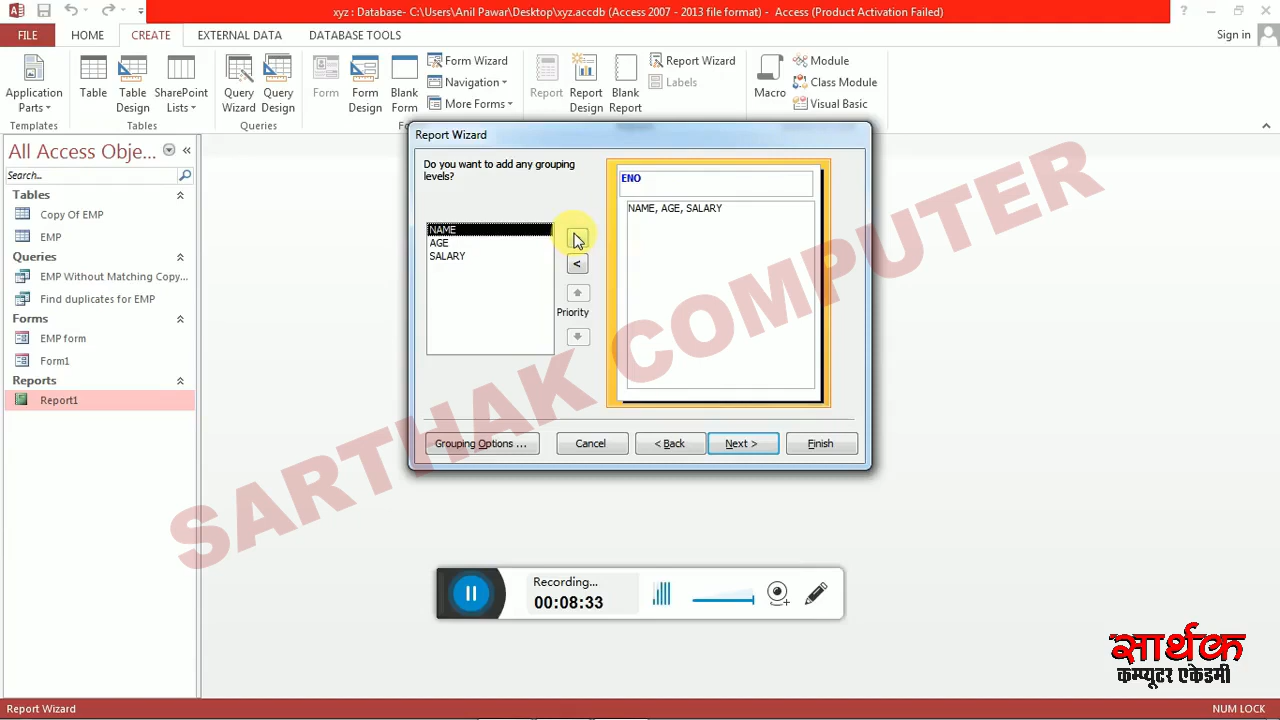 xyz : Database- C:\Users\Anil Pawar\Desktop\xyz.accdb (Access 2007 - 2013 file format) - Access (Product Activation Failed)
FILE HOME CREATE EXTERNAL DATA DATABASE TOOLS Sign in
Application Parts Table Table Design SharePoint Lists Query Wizard Query Design Form Form Design Blank Form Form Wizard Navigation More Forms Report Report Design Blank Report Report Wizard Labels Macro Module Class Module Visual Basic
Templates Tables Queries
All Access Obje...
Search...
Tables
Copy Of EMP
EMP
Queries
EMP Without Matching Copy...
Find duplicates for EMP
Forms
EMP form
Form1
Reports
Report1
Report Wizard
Do you want to add any grouping
levels?
NAME
AGE
SALARY
<
Priority
ENO
NAME, AGE, SALARY
Grouping Options ... Cancel < Back Next > Finish
SARTHAK COMPUTER
Recording...
00:08:33
सार्थक
कम्प्यूटर एकेडमी
Report Wizard NUM LOCK